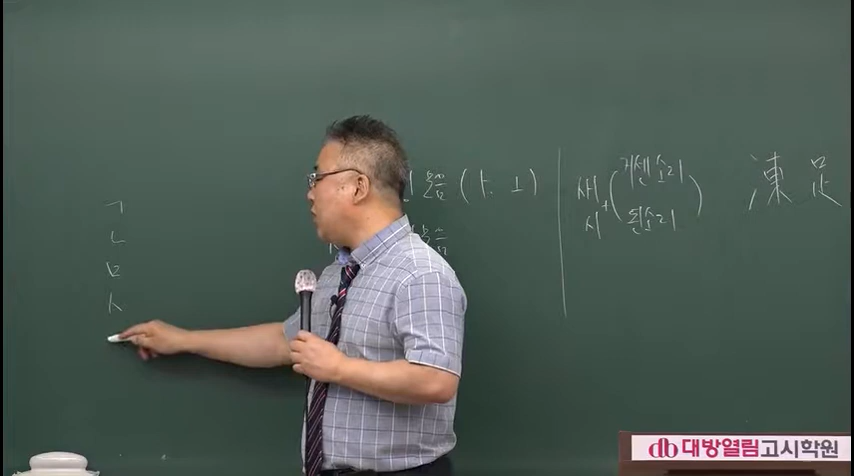 ㄱ
ㄴ
ㅁ
ㅅ
음 (ㅏ, ㅗ)
새 + ( 거센소리
시 된소리 )
凍足
db 대방열림고시학원